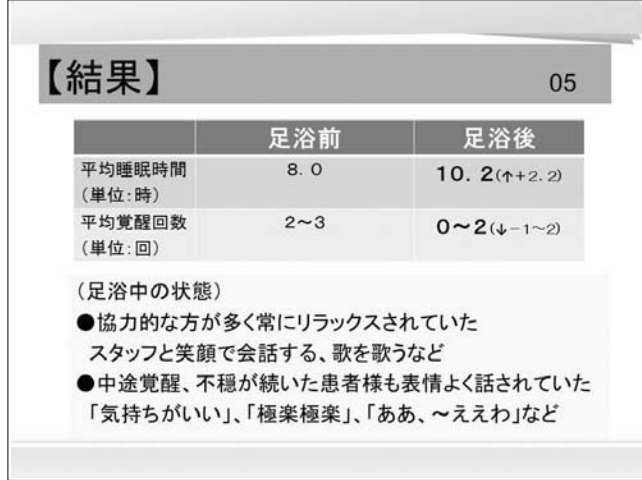 【結果】 05
足浴前 足浴後
平均睡眠時間 8.0 10.2(↑+2.2)
(単位:時)
平均覚醒回数 2~3 0~2(↓-1~2)
(単位:回)
(足浴中の状態)
●協力的な方が多く常にリラックスされていた
スタッフと笑顔で会話する、歌を歌うなど
●中途覚醒、不穏が続いた患者様も表情よく話されていた
「気持ちがいい」、「極楽極楽」、「ああ、~ええわ」など